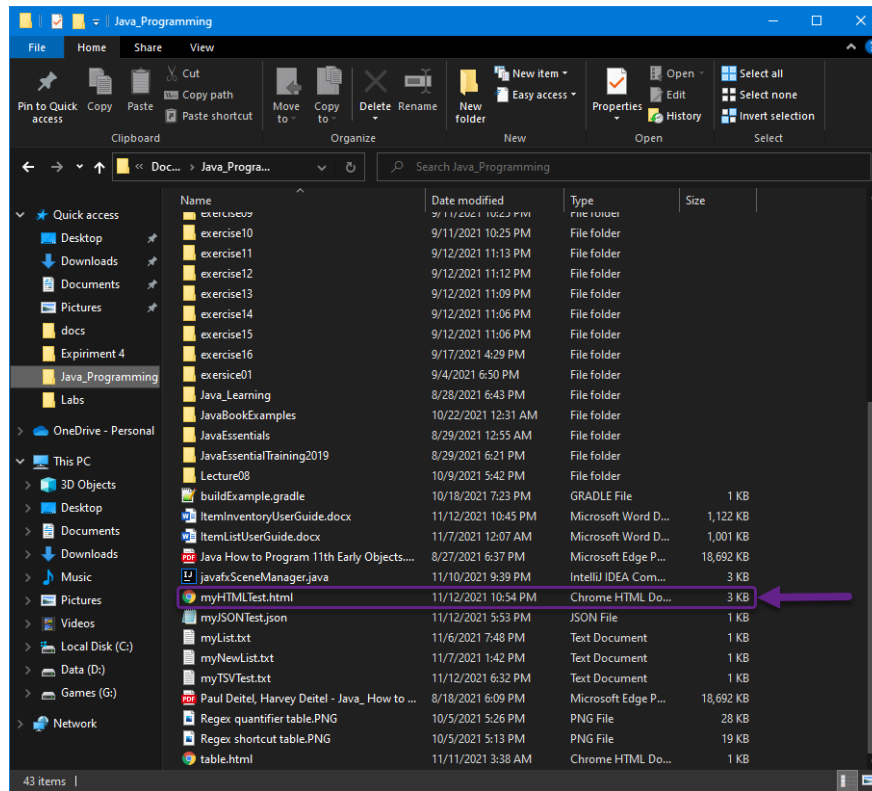 Java_Programming
File Home Share View
Pin to Quick access
Copy
Paste
Cut
Copy path
Paste shortcut
Move to
Copy to
Delete
Rename
New folder
New item
Easy access
Properties
Open
Edit
History
Select all
Select none
Invert selection
Clipboard Organize New Open Select
« Doc... › Java_Progra...
Search Java_Programming
Name Date modified Type Size
Quick access
Desktop
Downloads
Documents
Pictures
docs
Expiriment 4
Java_Programming
Labs
OneDrive - Personal
This PC
3D Objects
Desktop
Documents
Downloads
Music
Pictures
Videos
Local Disk (C:)
Data (D:)
Games (G:)
Network
exercise09 9/11/2021 10:25 PM File folder
exercise10 9/11/2021 10:25 PM File folder
exercise11 9/12/2021 11:13 PM File folder
exercise12 9/12/2021 11:12 PM File folder
exercise13 9/12/2021 11:09 PM File folder
exercise14 9/12/2021 11:06 PM File folder
exercise15 9/12/2021 11:06 PM File folder
exercise16 9/17/2021 4:29 PM File folder
exersice01 9/4/2021 6:50 PM File folder
Java_Learning 8/28/2021 6:43 PM File folder
JavaBookExamples 10/22/2021 12:31 AM File folder
JavaEssentials 8/29/2021 12:55 AM File folder
JavaEssentialTraining2019 8/29/2021 6:21 PM File folder
Lecture08 10/9/2021 5:42 PM File folder
buildExample.gradle 10/18/2021 7:23 PM GRADLE File 1 KB
ItemInventoryUserGuide.docx 11/12/2021 10:45 PM Microsoft Word D... 1,122 KB
ItemListUserGuide.docx 11/7/2021 12:07 AM Microsoft Word D... 1,001 KB
Java How to Program 11th Early Objects.... 8/27/2021 6:37 PM Microsoft Edge P... 18,692 KB
javafxSceneManager.java 11/10/2021 9:39 PM IntelliJ IDEA Com... 3 KB
myHTMLTest.html 11/12/2021 10:54 PM Chrome HTML Do... 3 KB
myJSONTest.json 11/12/2021 5:53 PM JSON File 1 KB
myList.txt 11/6/2021 7:48 PM Text Document 1 KB
myNewList.txt 11/7/2021 1:42 PM Text Document 1 KB
myTSVTest.txt 11/12/2021 6:32 PM Text Document 1 KB
Paul Deitel, Harvey Deitel - Java_ How to ... 8/18/2021 6:09 PM Microsoft Edge P... 18,692 KB
Regex quantifier table.PNG 10/5/2021 5:26 PM PNG File 28 KB
Regex shortcut table.PNG 10/5/2021 5:13 PM PNG File 19 KB
table.html 11/11/2021 3:38 AM Chrome HTML Do... 1 KB
43 items